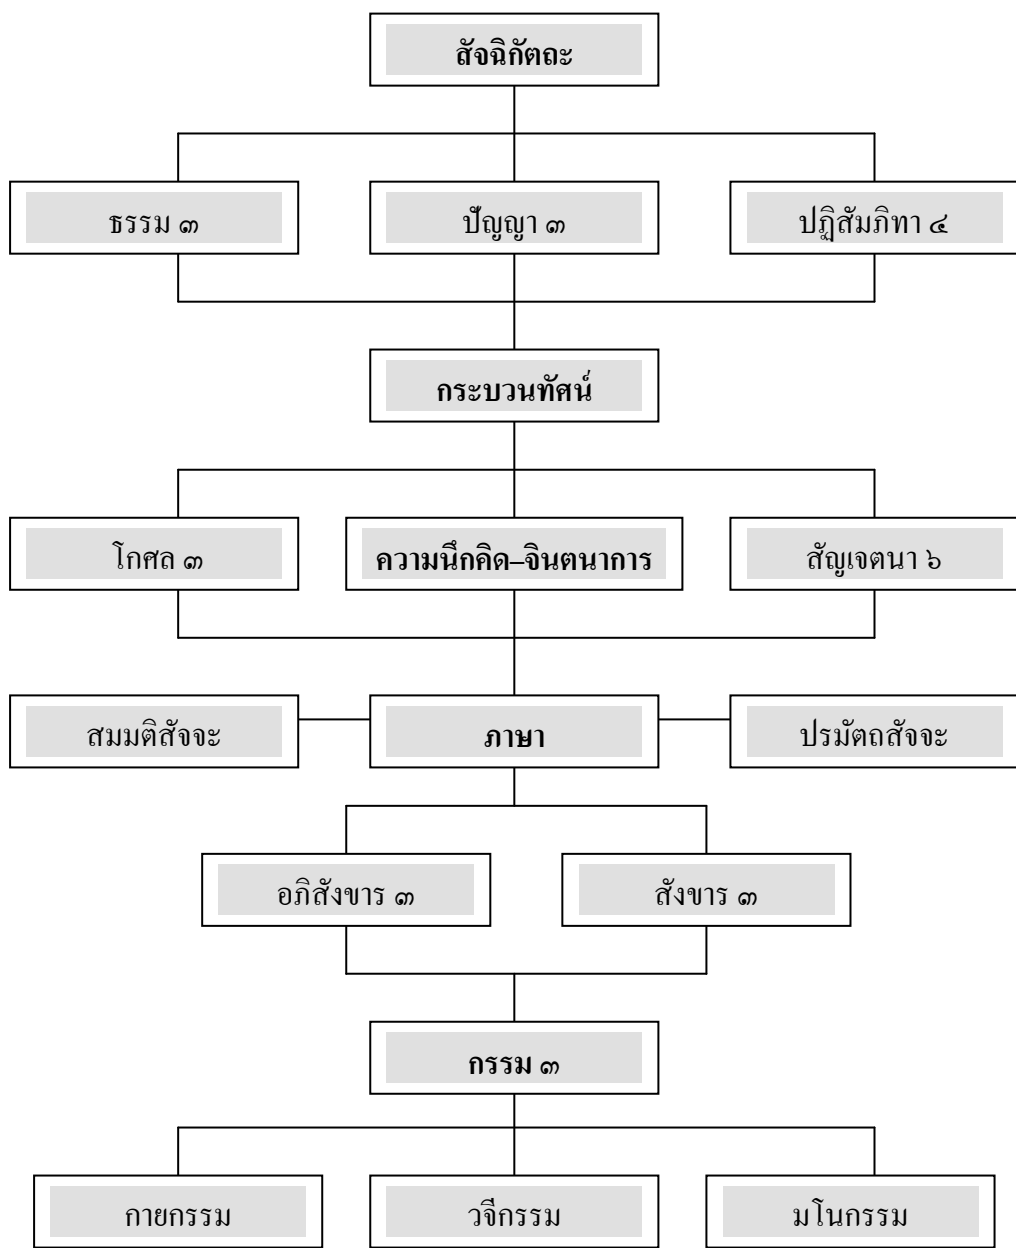 สัจฉิกัตถะ
ธรรม ๓
ปัญญา ๓
ปฏิสัมภิทา ๔
กระบวนทัศน์
โกศล ๓
ความนึกคิด–จินตนาการ
สัญเจตนา ๖
สมมติสัจจะ
ภาษา
ปรมัตถสัจจะ
อภิสังขาร ๓
สังขาร ๓
กรรม ๓
กายกรรม
วจีกรรม
มโนกรรม